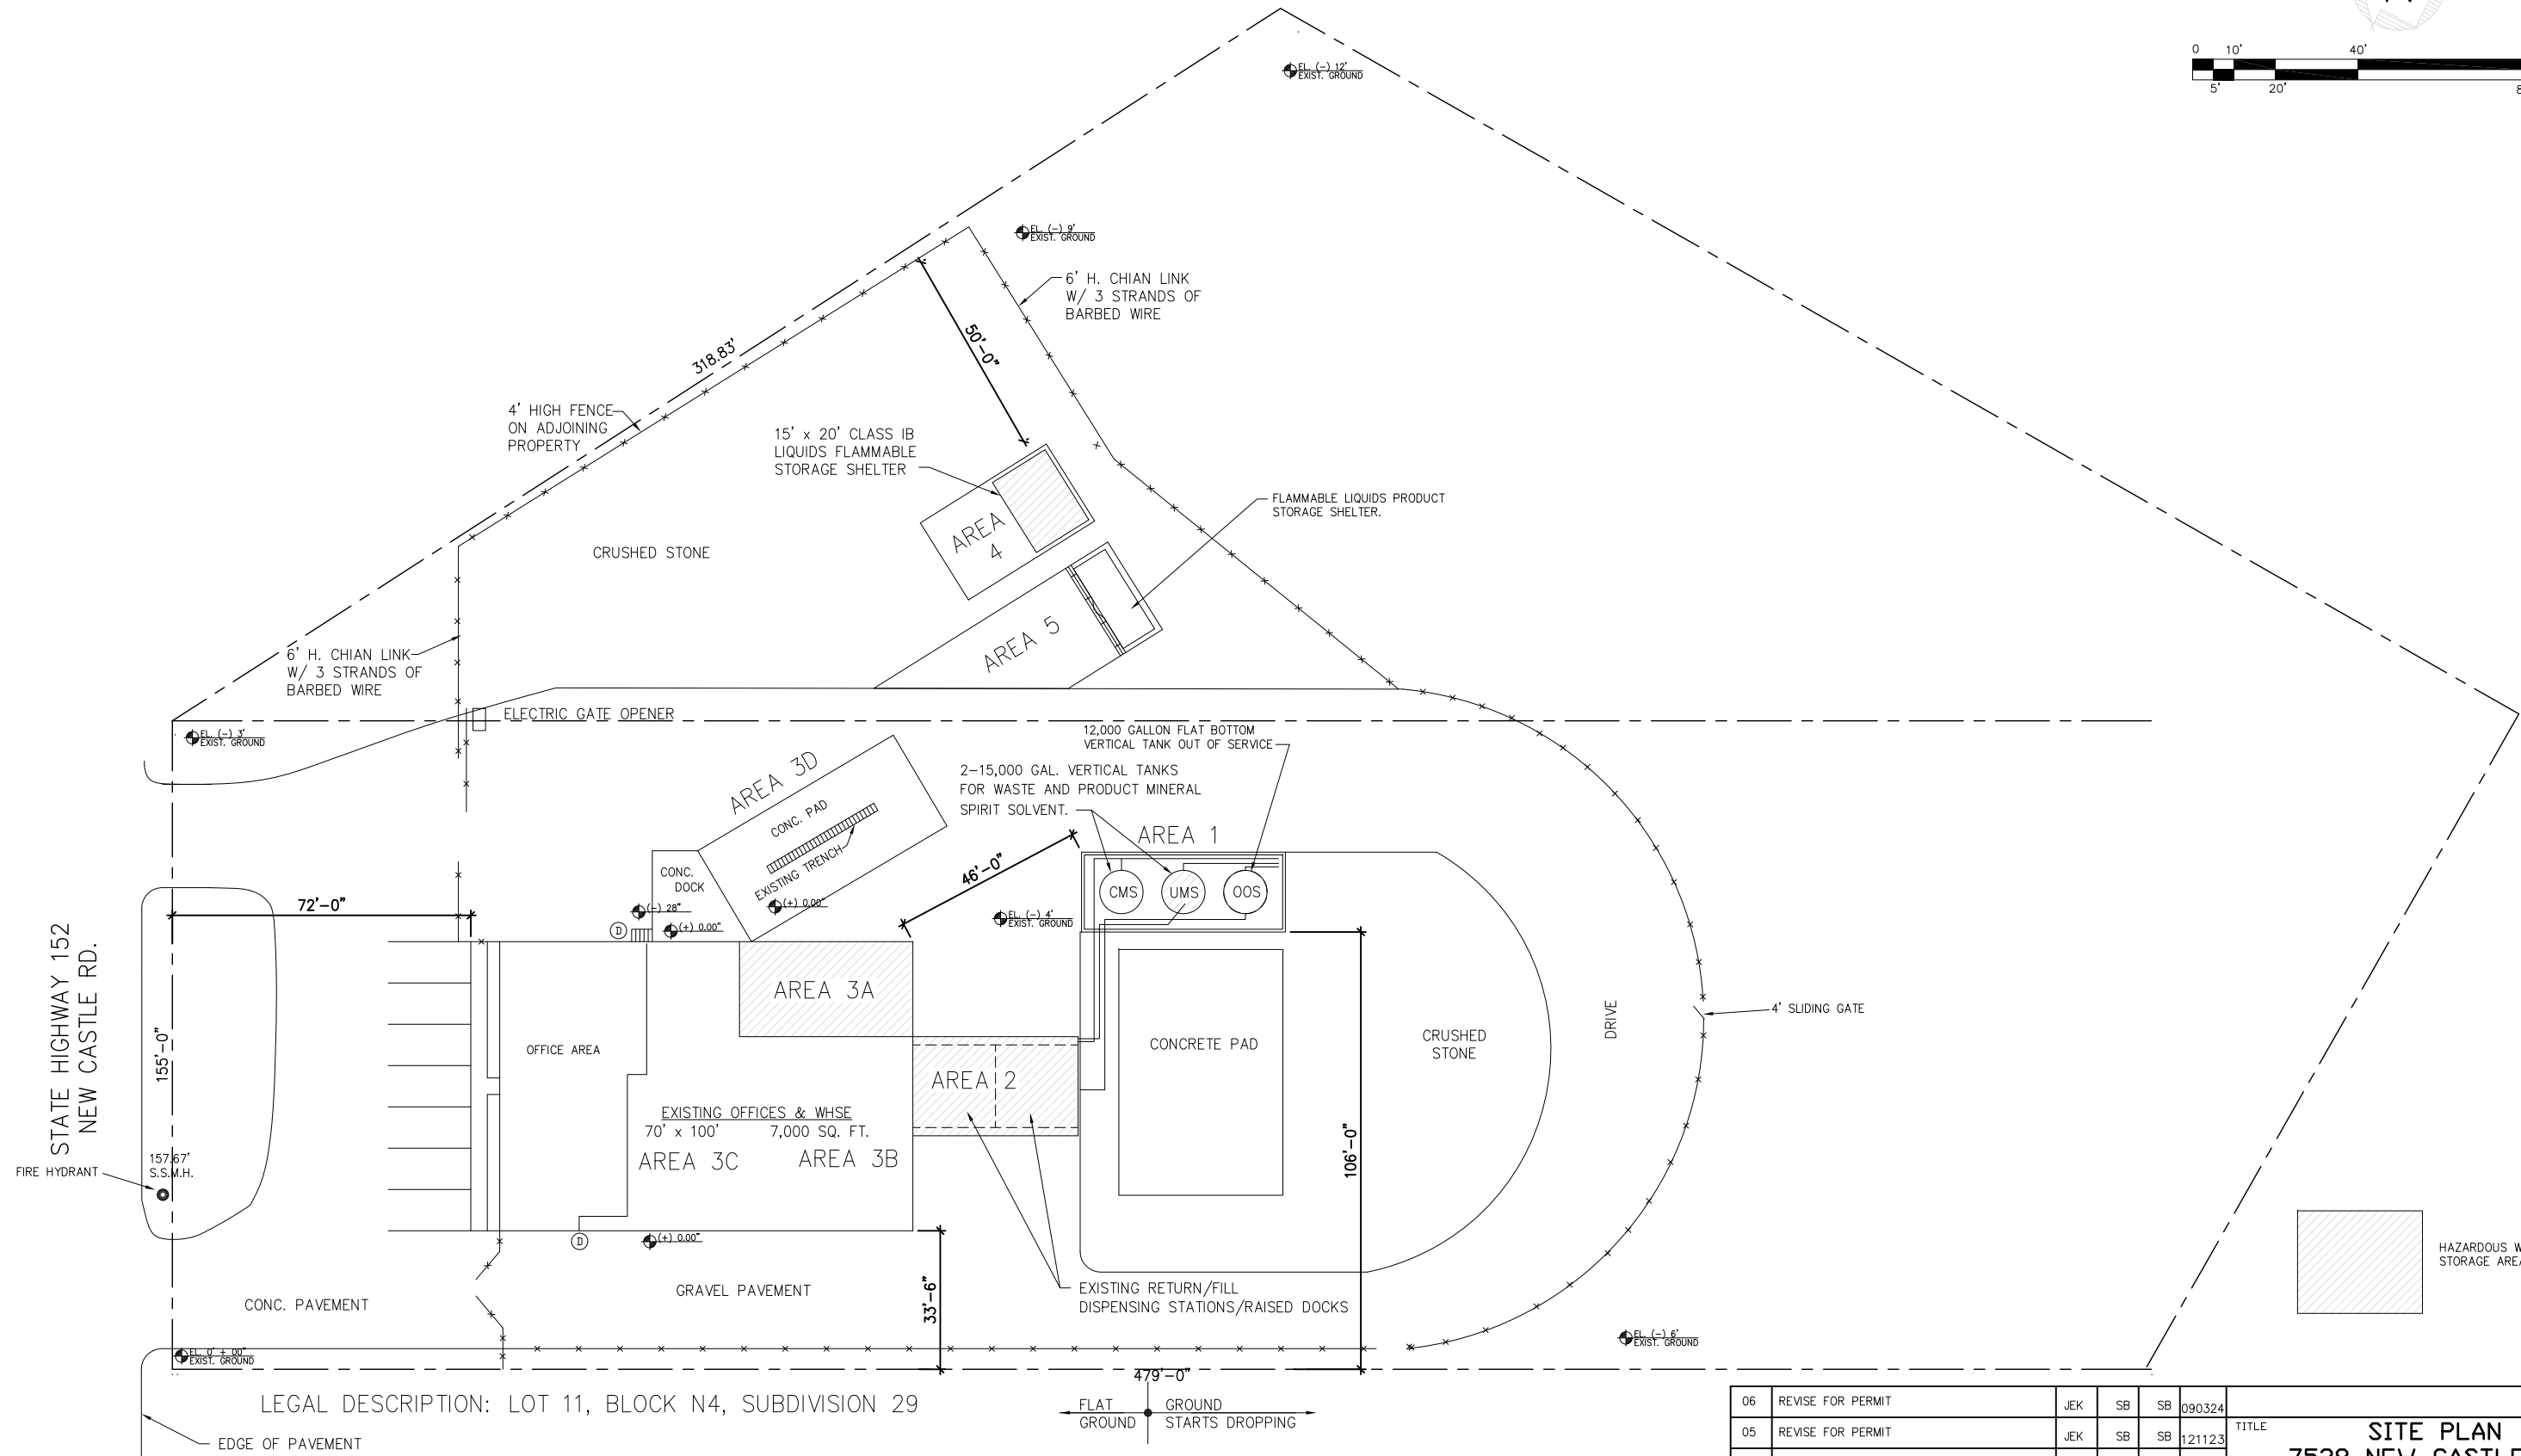 0 10' 40'
5' 20' 8
EL. (-) 12'
EXIST. GROUND
EL. (-) 9'
EXIST. GROUND
6' H. CHIAN LINK
W/ 3 STRANDS OF
BARBED WIRE
50'-0"
318.83'
4' HIGH FENCE
ON ADJOINING
PROPERTY
15' x 20' CLASS IB
LIQUIDS FLAMMABLE
STORAGE SHELTER
FLAMMABLE LIQUIDS PRODUCT
STORAGE SHELTER.
AREA
4
CRUSHED STONE
AREA 5
6' H. CHIAN LINK
W/ 3 STRANDS OF
BARBED WIRE
ELECTRIC GATE OPENER
EL. (-) 3'
EXIST. GROUND
12,000 GALLON FLAT BOTTOM
VERTICAL TANK OUT OF SERVICE
2-15,000 GAL. VERTICAL TANKS
FOR WASTE AND PRODUCT MINERAL
SPIRIT SOLVENT.
AREA 3D
CONC. PAD
EXISTING TRENCH
AREA 1
46'-0"
CONC.
DOCK
CMS
UMS
OOS
72'-0"
(-) 28"
(+) 0.00"
(+) 0.00"
EL. (-) 4'
EXIST. GROUND
D
STATE HIGHWAY 152
NEW CASTLE RD.
AREA 3A
155'-0"
OFFICE AREA
CONCRETE PAD
CRUSHED
STONE
DRIVE
4' SLIDING GATE
AREA 2
EXISTING OFFICES & WHSE
70' x 100' 7,000 SQ. FT.
AREA 3C
AREA 3B
106'-0"
157.67'
S.S.M.H.
FIRE HYDRANT
D
(+) 0.00"
33'-6"
GRAVEL PAVEMENT
CONC. PAVEMENT
EXISTING RETURN/FILL
DISPENSING STATIONS/RAISED DOCKS
HAZARDOUS W
STORAGE AREA
EL. (-) 6'
EXIST. GROUND
EL. 0' + 00"
EXIST. GROUND
479'-0"
LEGAL DESCRIPTION: LOT 11, BLOCK N4, SUBDIVISION 29
FLAT
GROUND
GROUND
STARTS DROPPING
EDGE OF PAVEMENT
06 REVISE FOR PERMIT JEK SB SB 090324
05 REVISE FOR PERMIT JEK SB SB 121123
TITLE
SITE PLAN
7528 NEW CASTLE